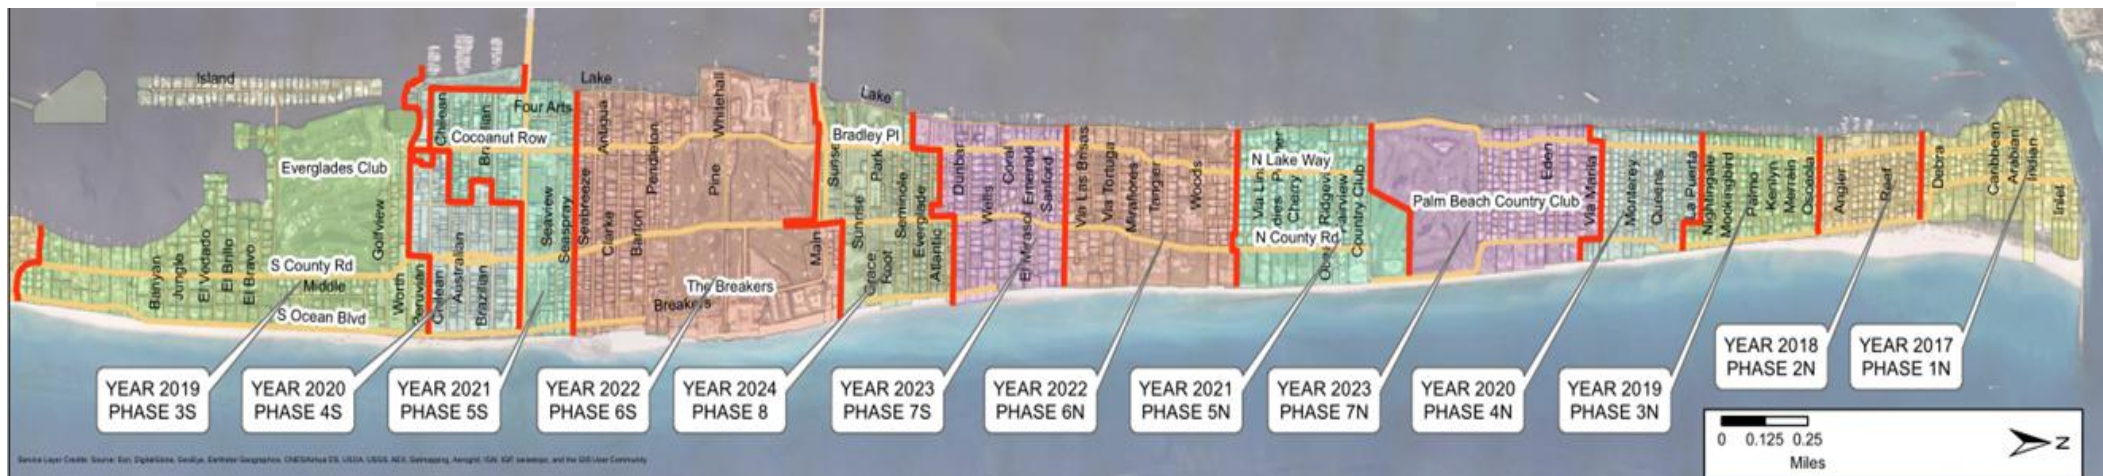 Island
Lake
Whitehall
Four Arts
Lake
Chilean
Cocoanut Row
Antigua
Pendleton
Pine
Bradley Pl
Sunrise
Park
Everglades Club
Golfview
Seaview
Seaspray
Seabreeze
Clarke
Barton
Main
Sunrise
Root
Seminole
Everglade
Atlantic
Dunbar
Wells
Coral
El Mirasol
Emerald
Sanford
Via Las Brisas
Via Tortuga
Miraflores
Tangier
Woods
N Lake Way
Cherry
N County Rd
Country Club
Palm Beach Country Club
Eden
Via Marila
Monterey
Queens
La Puerta
Nightingale
Mockingbird
Palmo
Kenlyn
Merrain
Osceola
Angler
Reef
Debra
Caribbean
Arabian
Indian
Inlet
Banyan
Jungle
El Vedado
El Brillo
El Bravo
S County Rd
Middle
S Ocean Blvd
Worth
Peruvian
Chilean
Australian
Brazilian
Breakers
The Breakers
YEAR 2019
PHASE 3S
YEAR 2020
PHASE 4S
YEAR 2021
PHASE 5S
YEAR 2022
PHASE 6S
YEAR 2024
PHASE 8
YEAR 2023
PHASE 7S
YEAR 2022
PHASE 6N
YEAR 2021
PHASE 5N
YEAR 2023
PHASE 7N
YEAR 2020
PHASE 4N
YEAR 2019
PHASE 3N
YEAR 2018
PHASE 2N
YEAR 2017
PHASE 1N
0 0.125 0.25
Miles
N